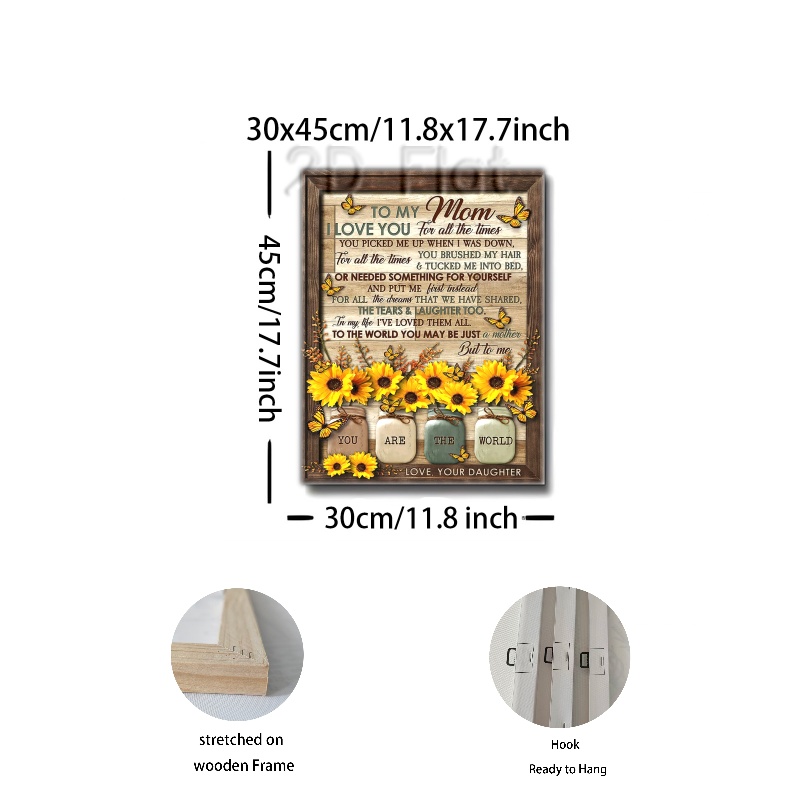 30x45cm/11.8x17.7inch
3D Flat
45cm/17.7inch
TO MY Mom
I LOVE YOU For all the times
YOU PICKED ME UP WHEN I WAS DOWN,
For all the times YOU BRUSHED MY HAIR
& TUCKED ME INTO BED,
OR NEEDED SOMETHING FOR YOURSELF
AND PUT ME first instead
FOR ALL the dreams THAT WE HAVE SHARED,
THE TEARS & LAUGHTER TOO.
In my life I'VE LOVED THEM ALL.
TO THE WORLD YOU MAY BE JUST a mother
But to me
YOU ARE THE WORLD
LOVE, YOUR DAUGHTER
30cm/11.8 inch
stretched on
wooden Frame
Hook
Ready to Hang